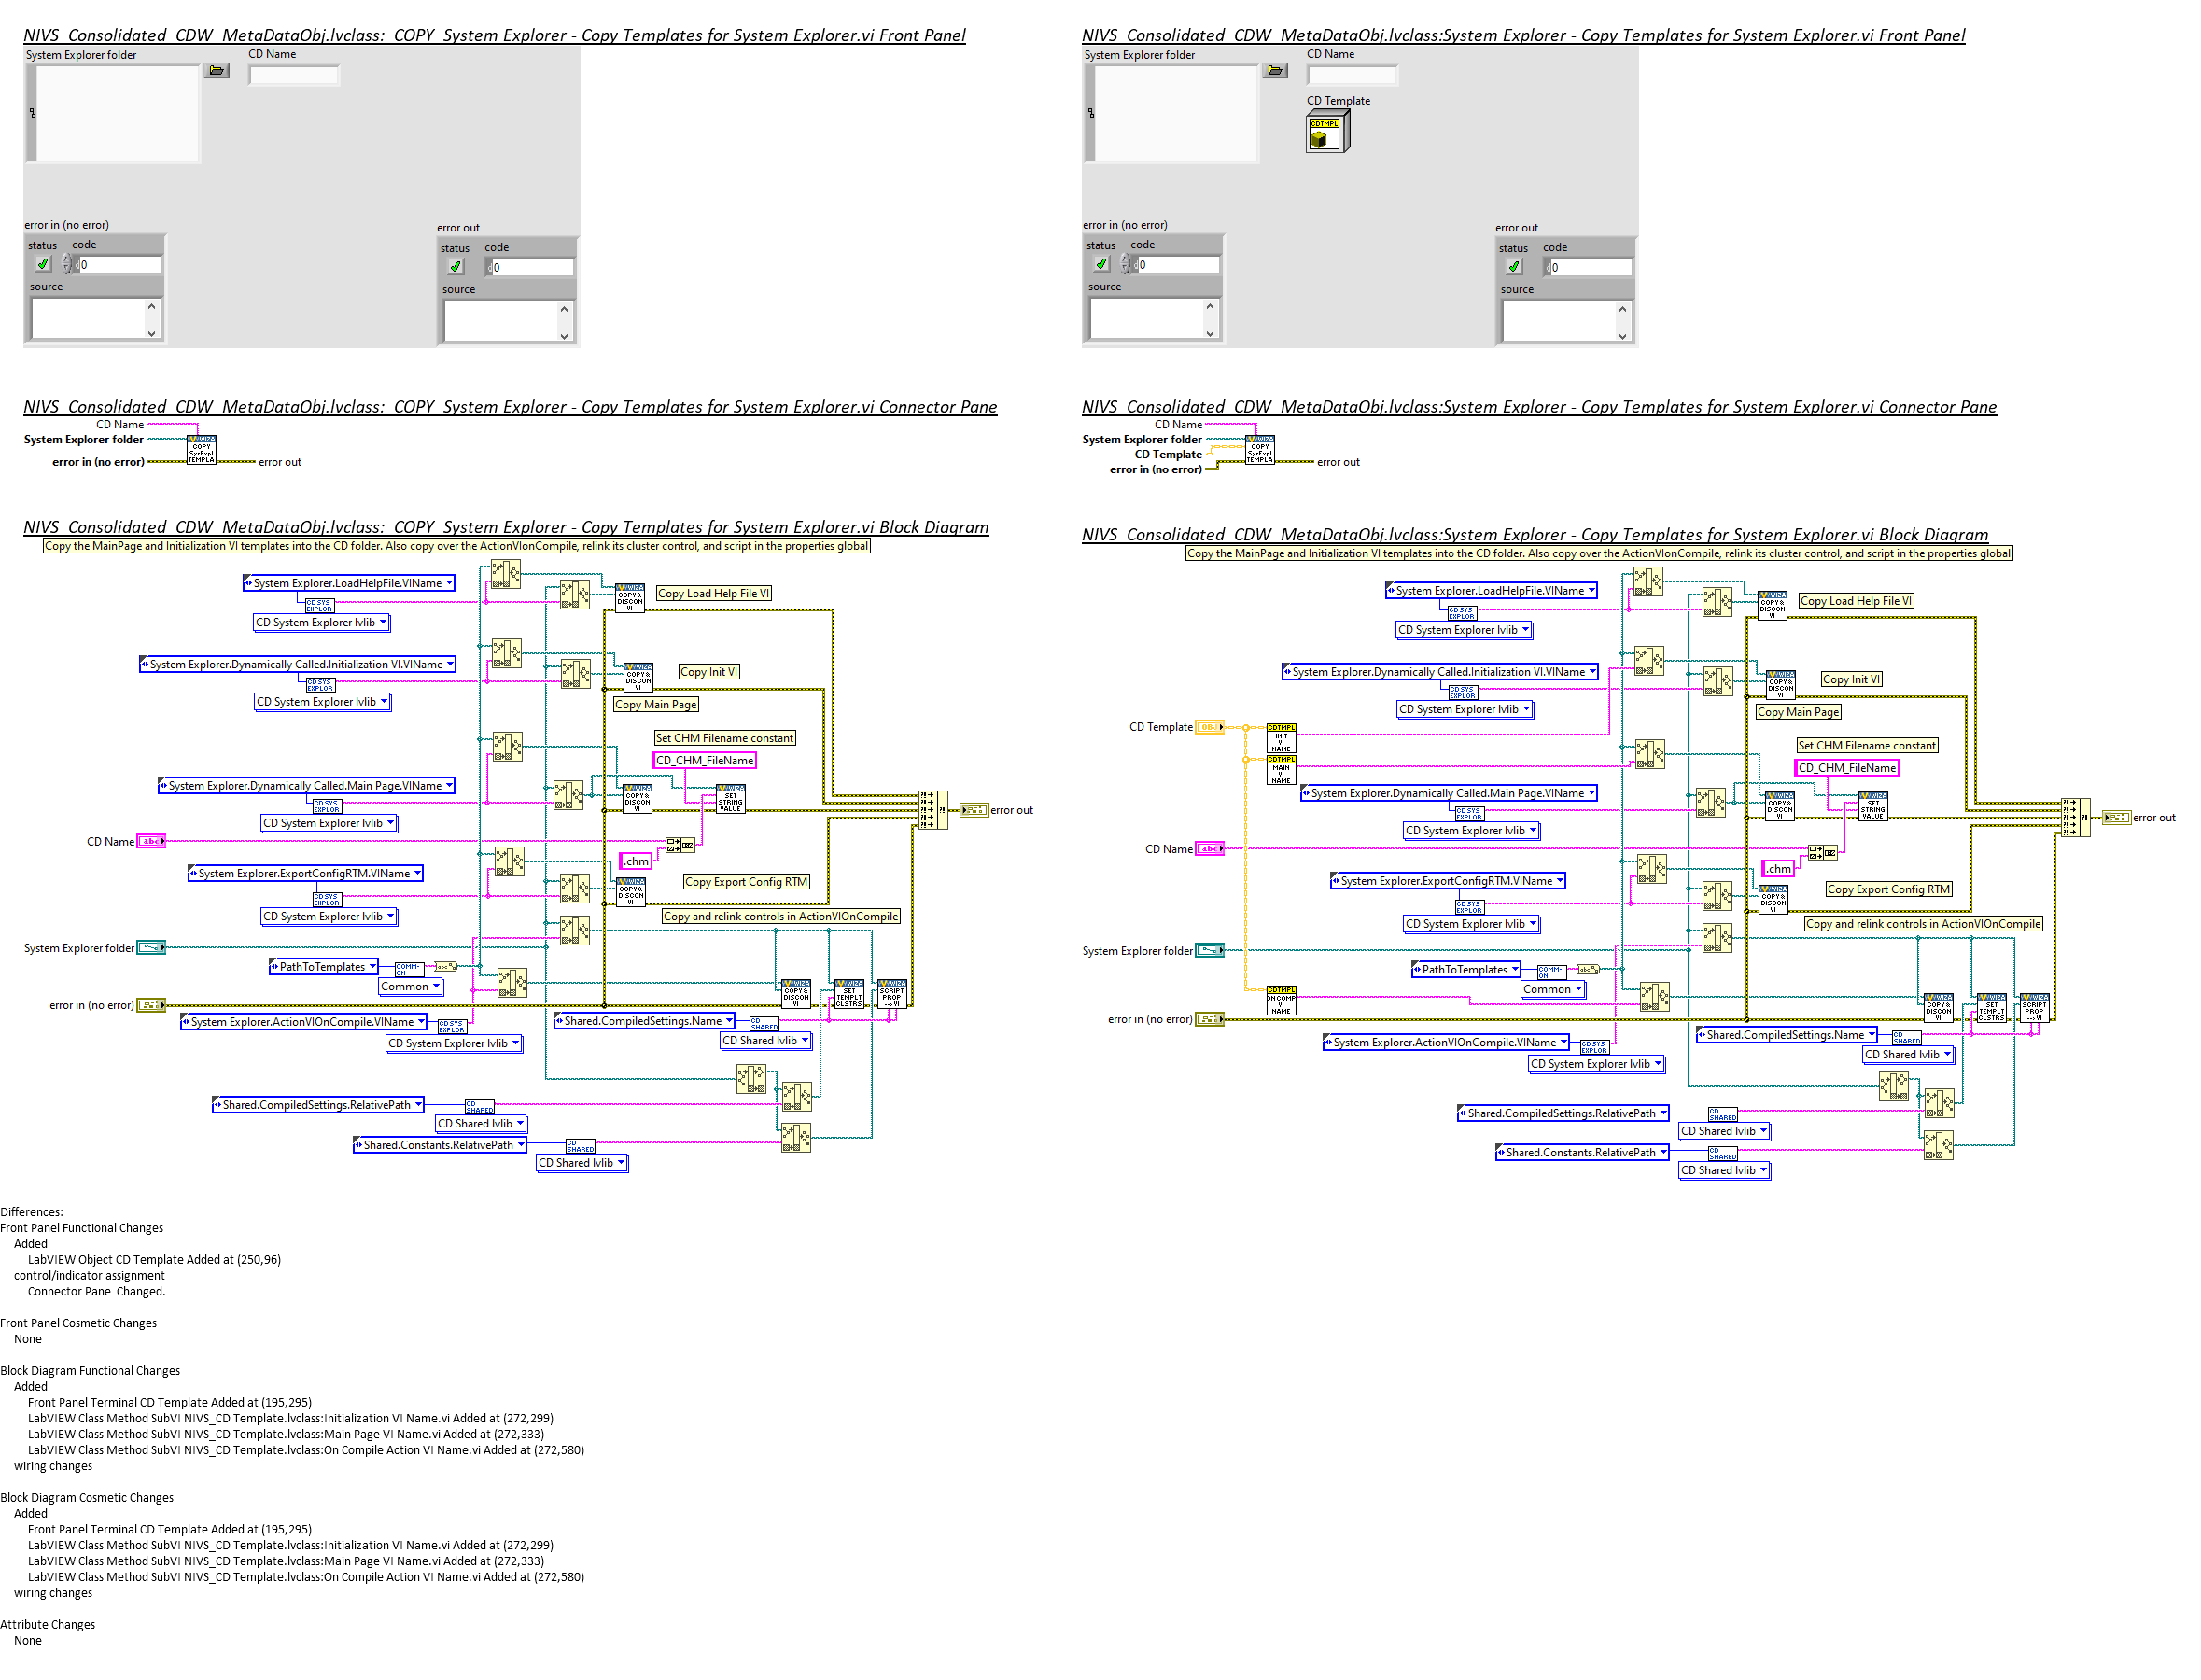 NIVS_Consolidated_CDW_MetaDataObj.lvclass:_COPY_System Explorer - Copy Templates for System Explorer.vi Front Panel
System Explorer folder
CD Name
error in (no error)
status
code
0
source
error out
status
code
0
source
NIVS_Consolidated_CDW_MetaDataObj.lvclass:_COPY_System Explorer - Copy Templates for System Explorer.vi Connector Pane
CD Name
System Explorer folder
error in (no error)
error out
NIVS_Consolidated_CDW_MetaDataObj.lvclass:_COPY_System Explorer - Copy Templates for System Explorer.vi Block Diagram
Copy the MainPage and Initialization VI templates into the CD folder. Also copy over the ActionVIonCompile, relink its cluster control, and script in the properties global
System Explorer.LoadHelpFile.VIName
CD System Explorer lvlib
Copy Load Help File VI
System Explorer.Dynamically Called.Initialization VI.VIName
CD System Explorer lvlib
Copy Init VI
Copy Main Page
Set CHM Filename constant
CD_CHM_FileName
System Explorer.Dynamically Called.Main Page.VIName
CD System Explorer lvlib
SET STRING VALUE
error out
CD Name
abc
.chm
System Explorer.ExportConfigRTM.VIName
CD System Explorer lvlib
Copy Export Config RTM
Copy and relink controls in ActionVIOnCompile
System Explorer folder
PathToTemplates
Common
error in (no error)
System Explorer.ActionVIOnCompile.VIName
CD System Explorer lvlib
Shared.CompiledSettings.Name
CD Shared lvlib
Shared.CompiledSettings.RelativePath
CD Shared lvlib
Shared.Constants.RelativePath
CD Shared lvlib
NIVS_Consolidated_CDW_MetaDataObj.lvclass:System Explorer - Copy Templates for System Explorer.vi Front Panel
System Explorer folder
CD Name
CD Template
CDTMPL
error in (no error)
status
code
0
source
error out
status
code
0
source
NIVS_Consolidated_CDW_MetaDataObj.lvclass:System Explorer - Copy Templates for System Explorer.vi Connector Pane
CD Name
System Explorer folder
CD Template
error in (no error)
error out
NIVS_Consolidated_CDW_MetaDataObj.lvclass:System Explorer - Copy Templates for System Explorer.vi Block Diagram
Copy the MainPage and Initialization VI templates into the CD folder. Also copy over the ActionVIonCompile, relink its cluster control, and script in the properties global
System Explorer.LoadHelpFile.VIName
CD System Explorer lvlib
Copy Load Help File VI
System Explorer.Dynamically Called.Initialization VI.VIName
CD System Explorer lvlib
Copy Init VI
Copy Main Page
CD Template
CDTMPL INIT VI NAME
CDTMPL MAIN VI NAME
Set CHM Filename constant
CD_CHM_FileName
System Explorer.Dynamically Called.Main Page.VIName
CD System Explorer lvlib
SET STRING VALUE
error out
CD Name
abc
.chm
System Explorer.ExportConfigRTM.VIName
CD System Explorer lvlib
Copy Export Config RTM
Copy and relink controls in ActionVIOnCompile
System Explorer folder
PathToTemplates
Common
error in (no error)
System Explorer.ActionVIOnCompile.VIName
CD System Explorer lvlib
Shared.CompiledSettings.Name
CD Shared lvlib
Shared.CompiledSettings.RelativePath
CD Shared lvlib
Shared.Constants.RelativePath
CD Shared lvlib
Differences:
Front Panel Functional Changes
Added
LabVIEW Object CD Template Added at (250,96)
control/indicator assignment
Connector Pane  Changed.
Front Panel Cosmetic Changes
None
Block Diagram Functional Changes
Added
Front Panel Terminal CD Template Added at (195,295)
LabVIEW Class Method SubVI NIVS_CD Template.lvclass:Initialization VI Name.vi Added at (272,299)
LabVIEW Class Method SubVI NIVS_CD Template.lvclass:Main Page VI Name.vi Added at (272,333)
LabVIEW Class Method SubVI NIVS_CD Template.lvclass:On Compile Action VI Name.vi Added at (272,580)
wiring changes
Block Diagram Cosmetic Changes
Added
Front Panel Terminal CD Template Added at (195,295)
LabVIEW Class Method SubVI NIVS_CD Template.lvclass:Initialization VI Name.vi Added at (272,299)
LabVIEW Class Method SubVI NIVS_CD Template.lvclass:Main Page VI Name.vi Added at (272,333)
LabVIEW Class Method SubVI NIVS_CD Template.lvclass:On Compile Action VI Name.vi Added at (272,580)
wiring changes
Attribute Changes
None